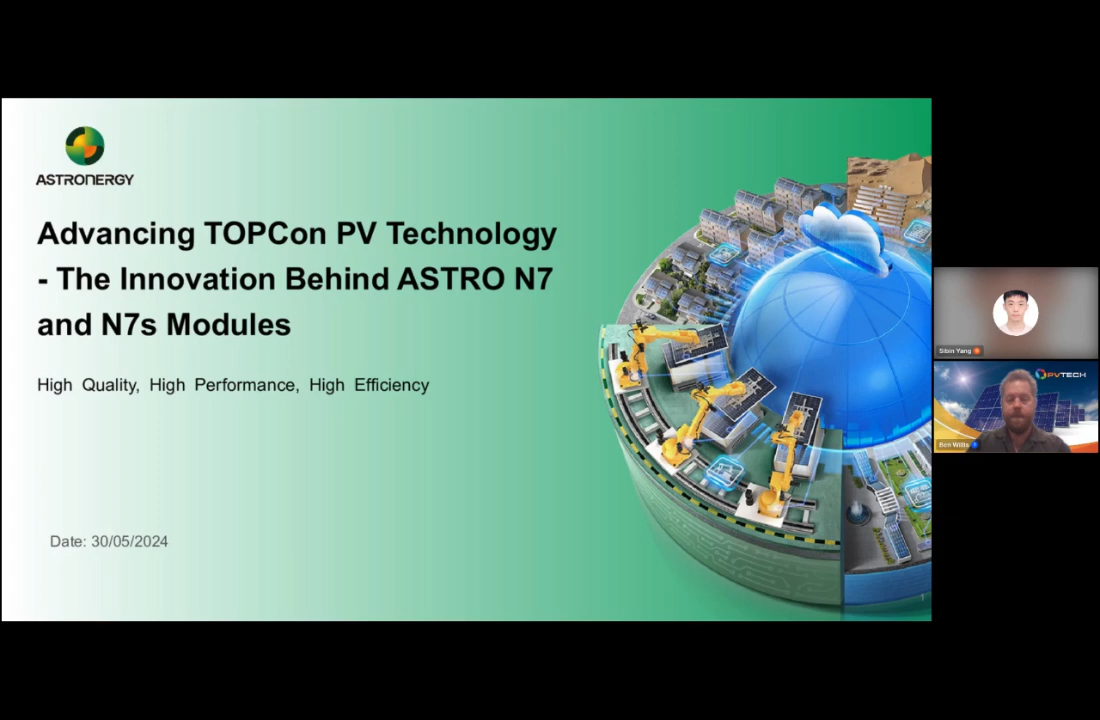 ASTRONERGY
Advancing TOPCon PV Technology
- The Innovation Behind ASTRO N7
and N7s Modules
High Quality, High Performance, High Efficiency
Date: 30/05/2024
1
Sibin Yang
PVTECH
Ben Willis